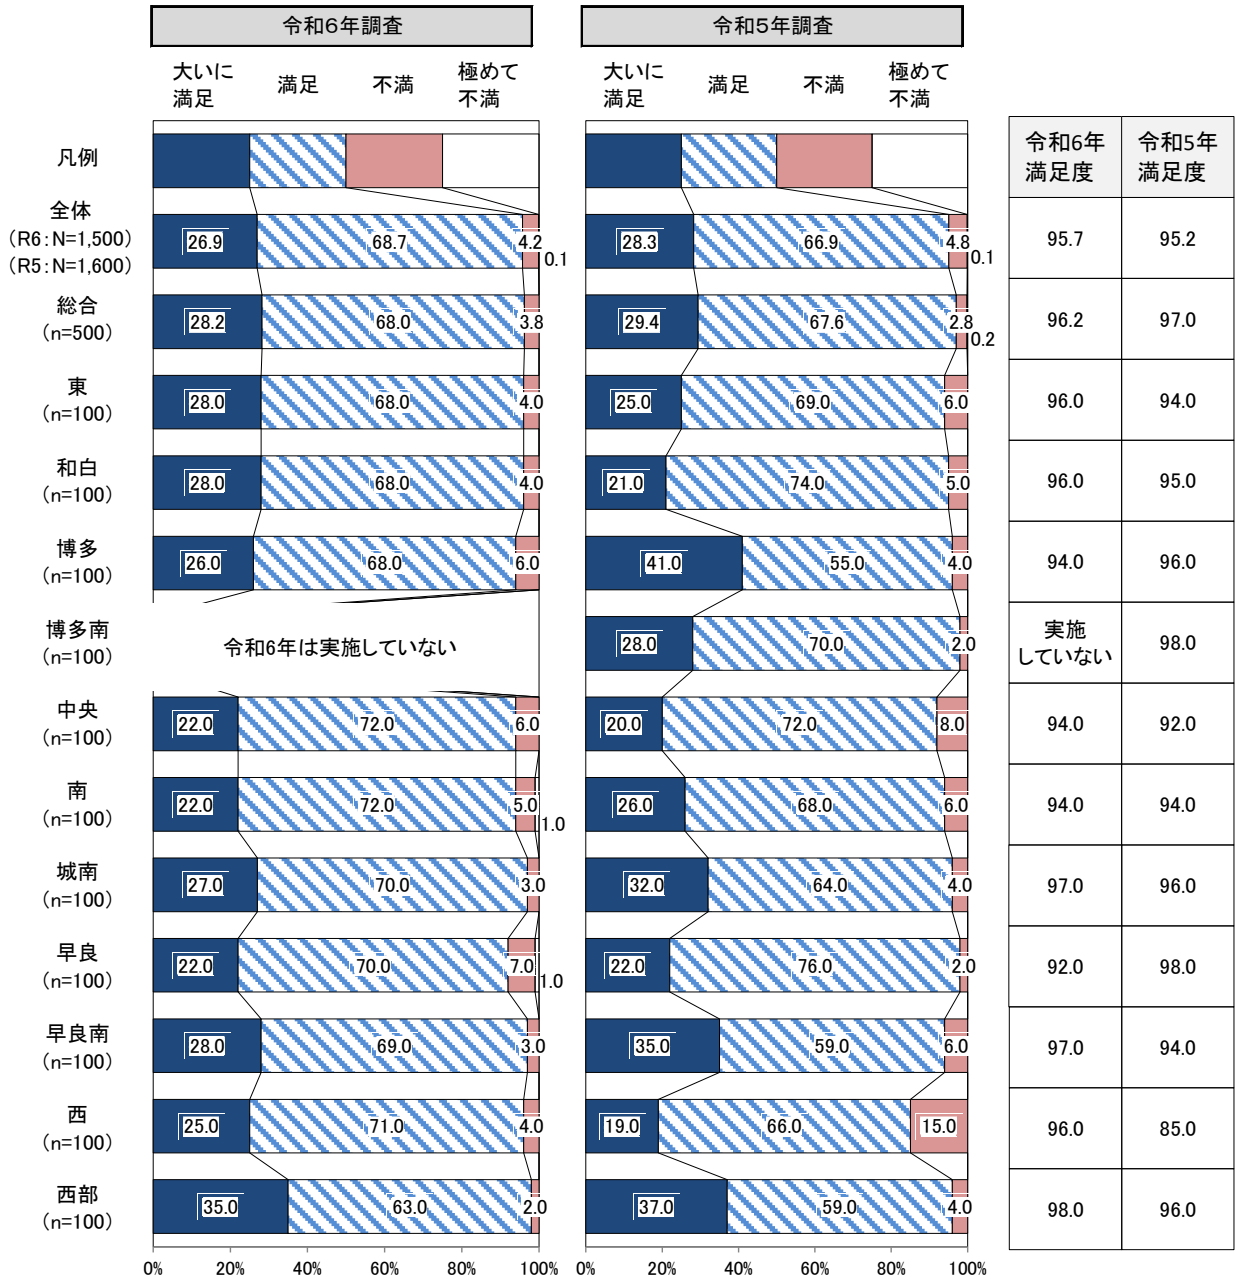 令和6年調査
令和5年調査
大いに
満足
満足
不満
極めて
不満
大いに
満足
満足
不満
極めて
不満
令和6年
満足度
令和5年
満足度
凡例
全体
(R6:N=1,500)
(R5:N=1,600)
26.9 68.7 4.2 0.1
28.3 66.9 4.8 0.1
95.7 95.2
総合
(n=500)
28.2 68.0 3.8
29.4 67.6 2.8 0.2
96.2 97.0
東
(n=100)
28.0 68.0 4.0
25.0 69.0 6.0
96.0 94.0
和白
(n=100)
28.0 68.0 4.0
21.0 74.0 5.0
96.0 95.0
博多
(n=100)
26.0 68.0 6.0
41.0 55.0 4.0
94.0 96.0
博多南
(n=100)
令和6年は実施していない
28.0 70.0 2.0
実施
していない
98.0
中央
(n=100)
22.0 72.0 6.0
20.0 72.0 8.0
94.0 92.0
南
(n=100)
22.0 72.0 5.0 1.0
26.0 68.0 6.0
94.0 94.0
城南
(n=100)
27.0 70.0 3.0
32.0 64.0 4.0
97.0 96.0
早良
(n=100)
22.0 70.0 7.0 1.0
22.0 76.0 2.0
92.0 98.0
早良南
(n=100)
28.0 69.0 3.0
35.0 59.0 6.0
97.0 94.0
西
(n=100)
25.0 71.0 4.0
19.0 66.0 15.0
96.0 85.0
西部
(n=100)
35.0 63.0 2.0
37.0 59.0 4.0
98.0 96.0
0% 20% 40% 60% 80% 100%
0% 20% 40% 60% 80% 100%